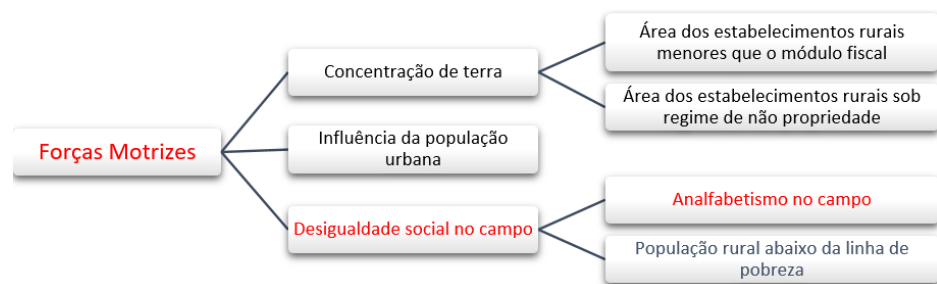 Forças Motrizes
Concentração de terra
Área dos estabelecimentos rurais
menores que o módulo fiscal
Área dos estabelecimentos rurais sob
regime de não propriedade
Influência da população
urbana
Desigualdade social no campo
Analfabetismo no campo
População rural abaixo da linha de
pobreza